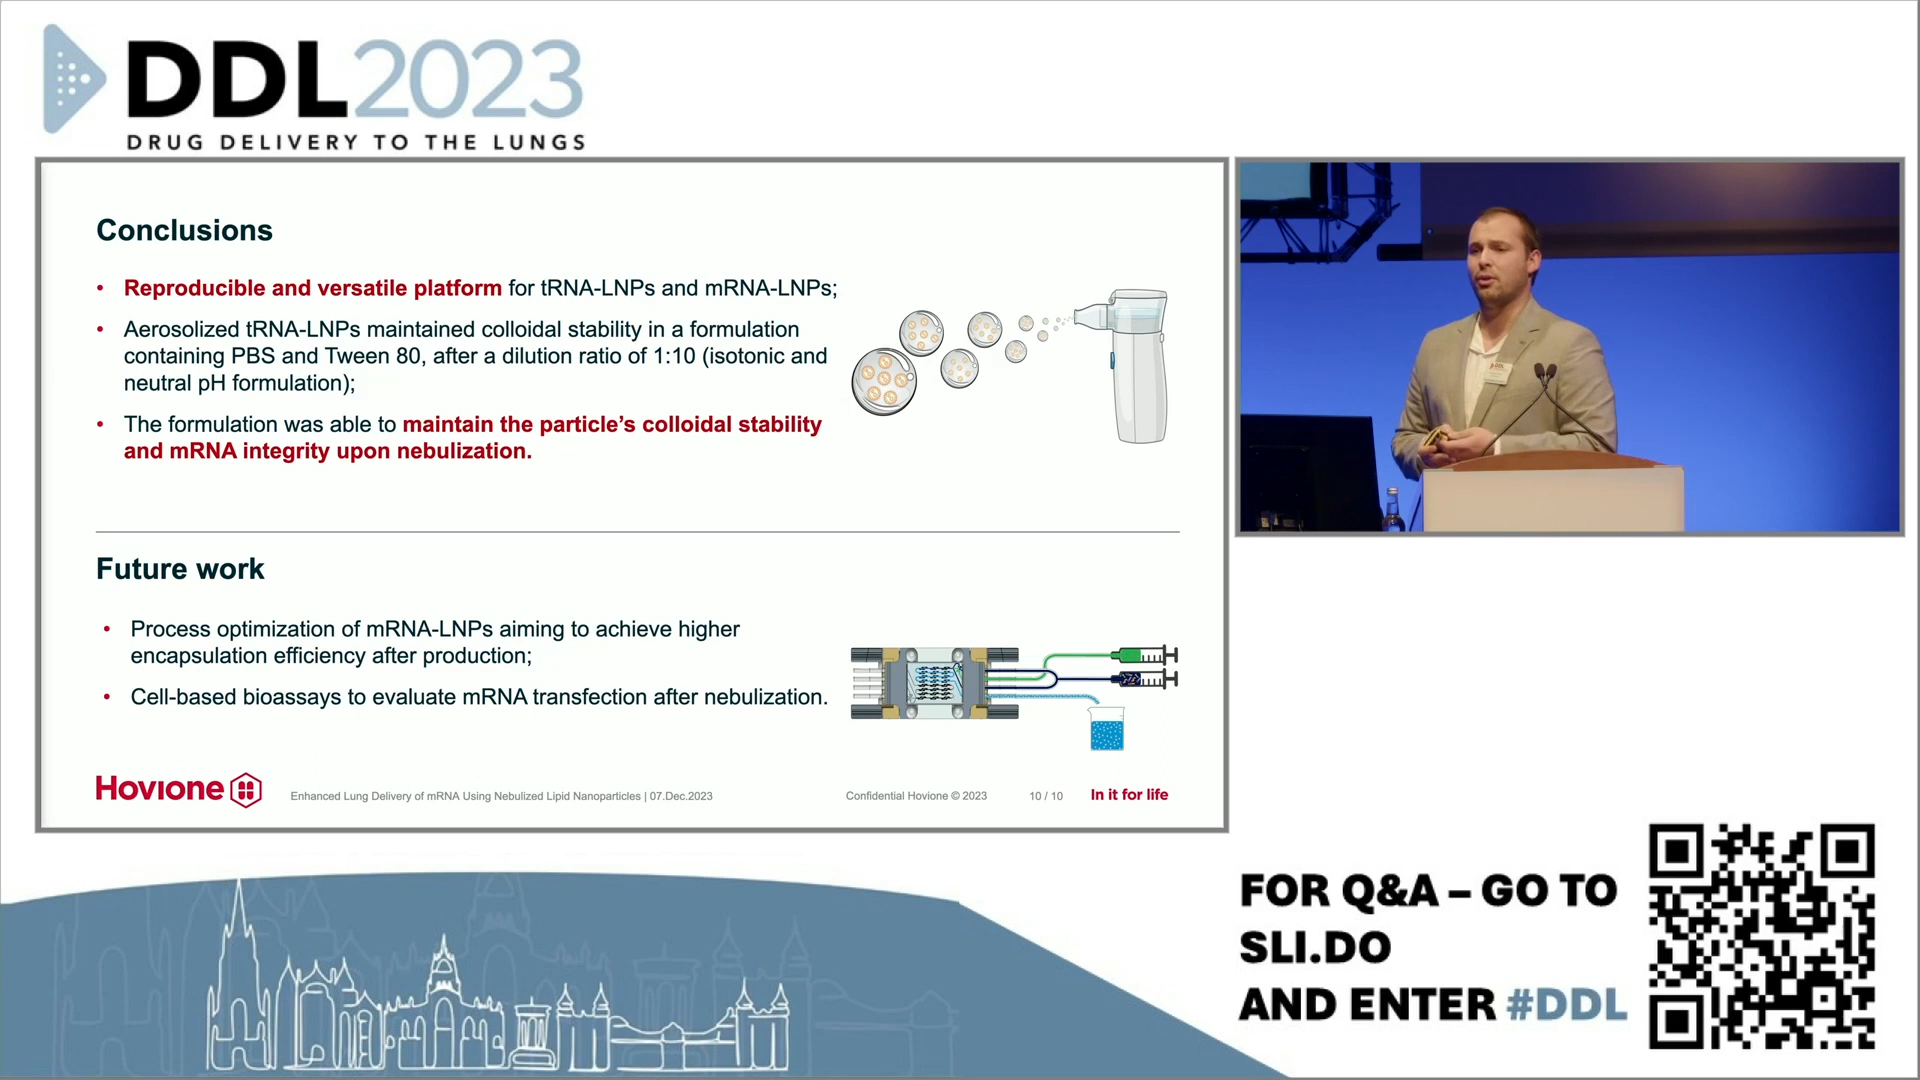 DDL2023
DRUG DELIVERY TO THE LUNGS
Conclusions
• Reproducible and versatile platform for tRNA-LNPs and mRNA-LNPs;
• Aerosolized tRNA-LNPs maintained colloidal stability in a formulation
containing PBS and Tween 80, after a dilution ratio of 1:10 (isotonic and
neutral pH formulation);
• The formulation was able to maintain the particle's colloidal stability
and mRNA integrity upon nebulization.
Future work
• Process optimization of mRNA-LNPs aiming to achieve higher
encapsulation efficiency after production;
• Cell-based bioassays to evaluate mRNA transfection after nebulization.
Hovione
Enhanced Lung Delivery of mRNA Using Nebulized Lipid Nanoparticles | 07.Dec.2023
Confidential Hovione © 2023
10 / 10
In it for life
FOR Q&A – GO TO
SLI.DO
AND ENTER #DDL